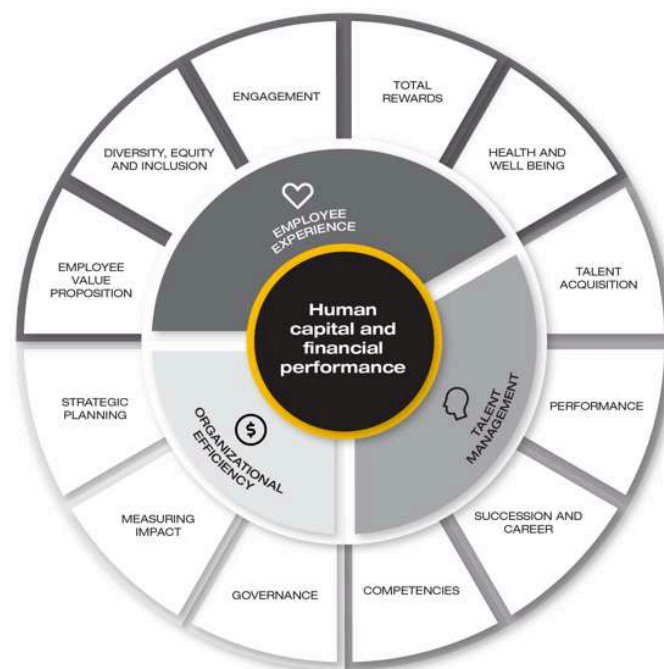 ENGAGEMENT
TOTAL
REWARDS
HEALTH AND
WELL BEING
TALENT
ACQUISITION
PERFORMANCE
SUCCESSION AND
CAREER
COMPETENCIES
GOVERNANCE
MEASURING
IMPACT
STRATEGIC
PLANNING
EMPLOYEE
VALUE
PROPOSITION
DIVERSITY, EQUITY
AND INCLUSION
EMPLOYEE
EXPERIENCE
TALENT
MANAGEMENT
ORGANIZATIONAL
EFFICIENCY
$
Human
capital and
financial
performance